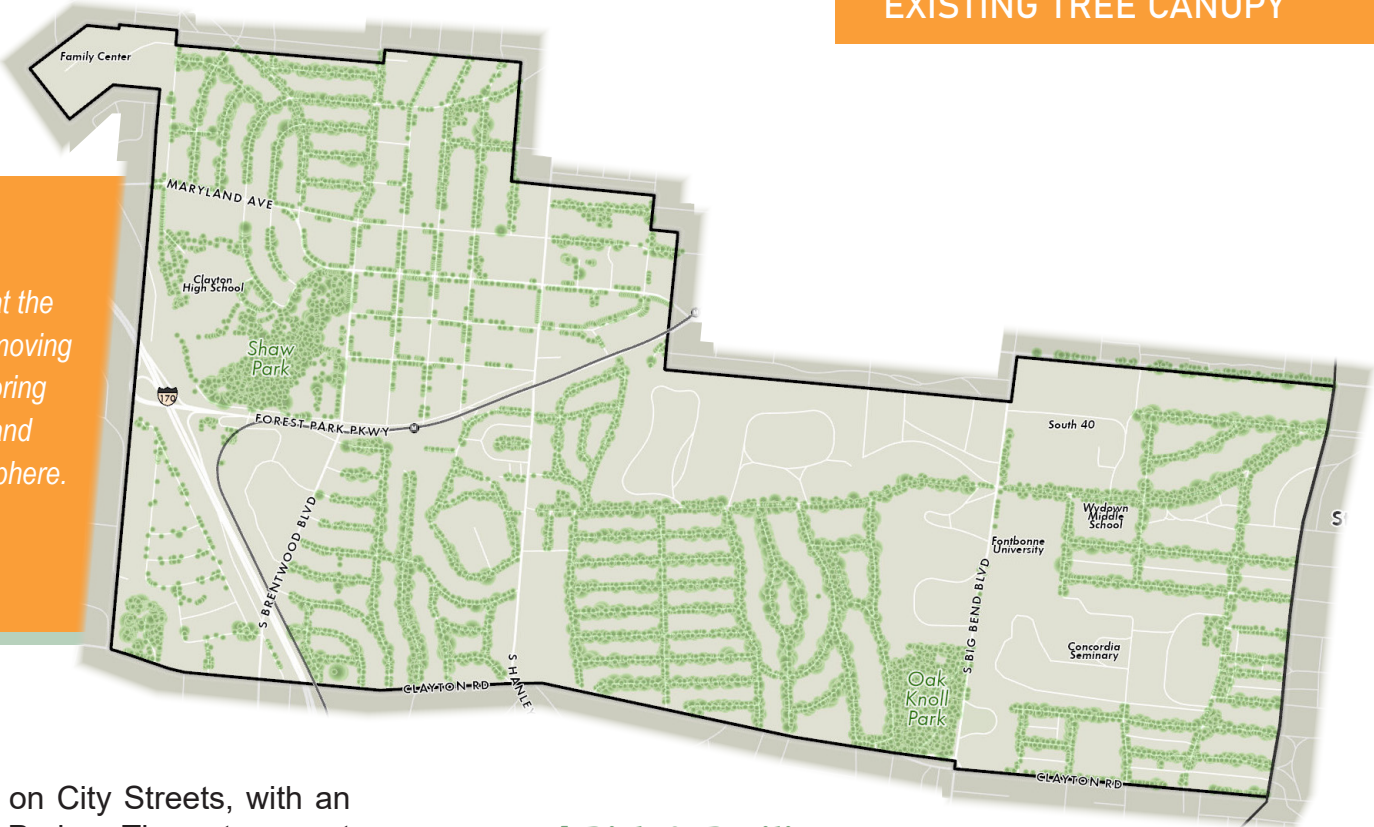 EXISTING TREE CANOPY
Family Center
MARYLAND AVE
at the
moving
oring
and
phere.
Clayton
High School
Shaw
Park
170
FOREST PARK PKWY
M
S BRENTWOOD BLVD
S HANLEY
CLAYTON RD
South 40
Wydown
Middle
School
Fontbonne
University
S BIG BEND BLVD
Concordia
Seminary
Oak
Knoll
Park
CLAYTON RD
on City Streets, with an